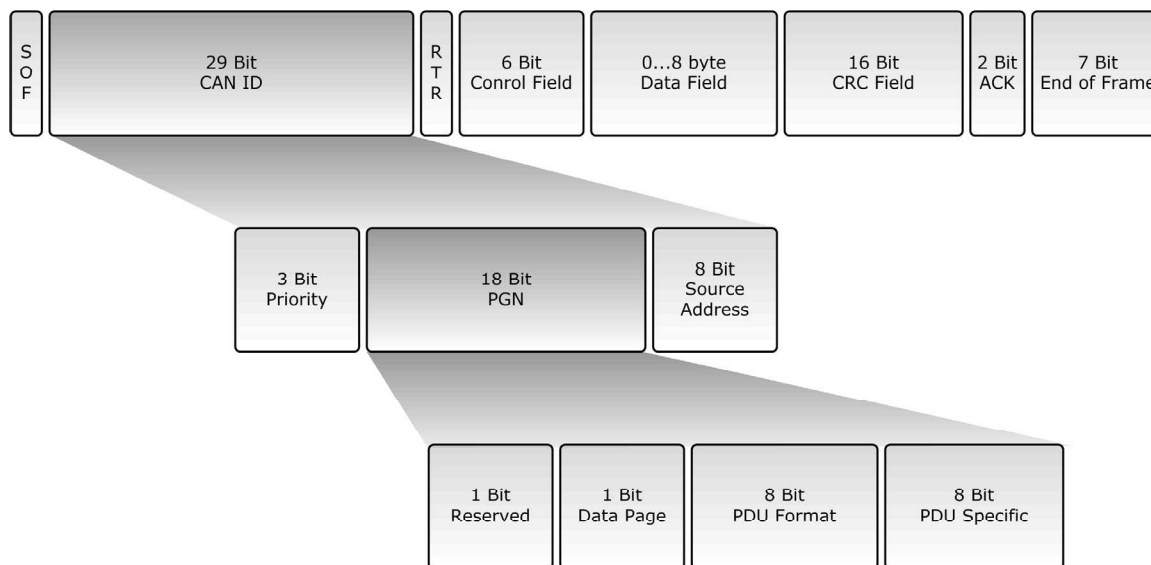 SOF
29 Bit
CAN ID
RTR
6 Bit
Conrol Field
0...8 byte
Data Field
16 Bit
CRC Field
2 Bit
ACK
7 Bit
End of Frame
3 Bit
Priority
18 Bit
PGN
8 Bit
Source
Address
1 Bit
Reserved
1 Bit
Data Page
8 Bit
PDU Format
8 Bit
PDU Specific